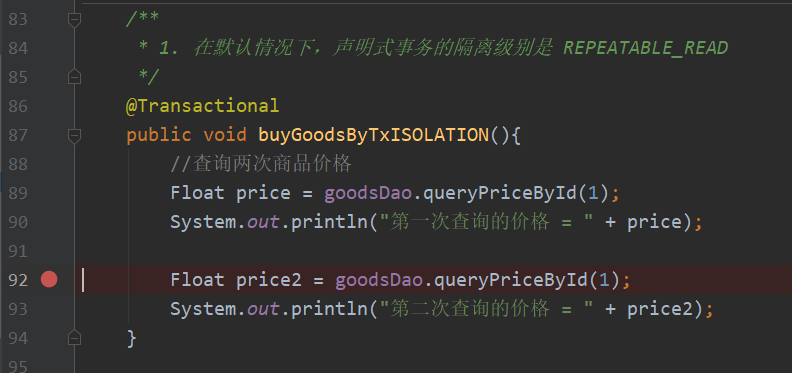 83 /**
84 * 1. 在默认情况下，声明式事务的隔离级别是 REPEATABLE_READ
85 */
86 @Transactional
87 public void buyGoodsByTxISOLATION(){
88 //查询两次商品价格
89 Float price = goodsDao.queryPriceById(1);
90 System.out.println("第一次查询的价格 = " + price);
91
92 Float price2 = goodsDao.queryPriceById(1);
93 System.out.println("第二次查询的价格 = " + price2);
94 }
95